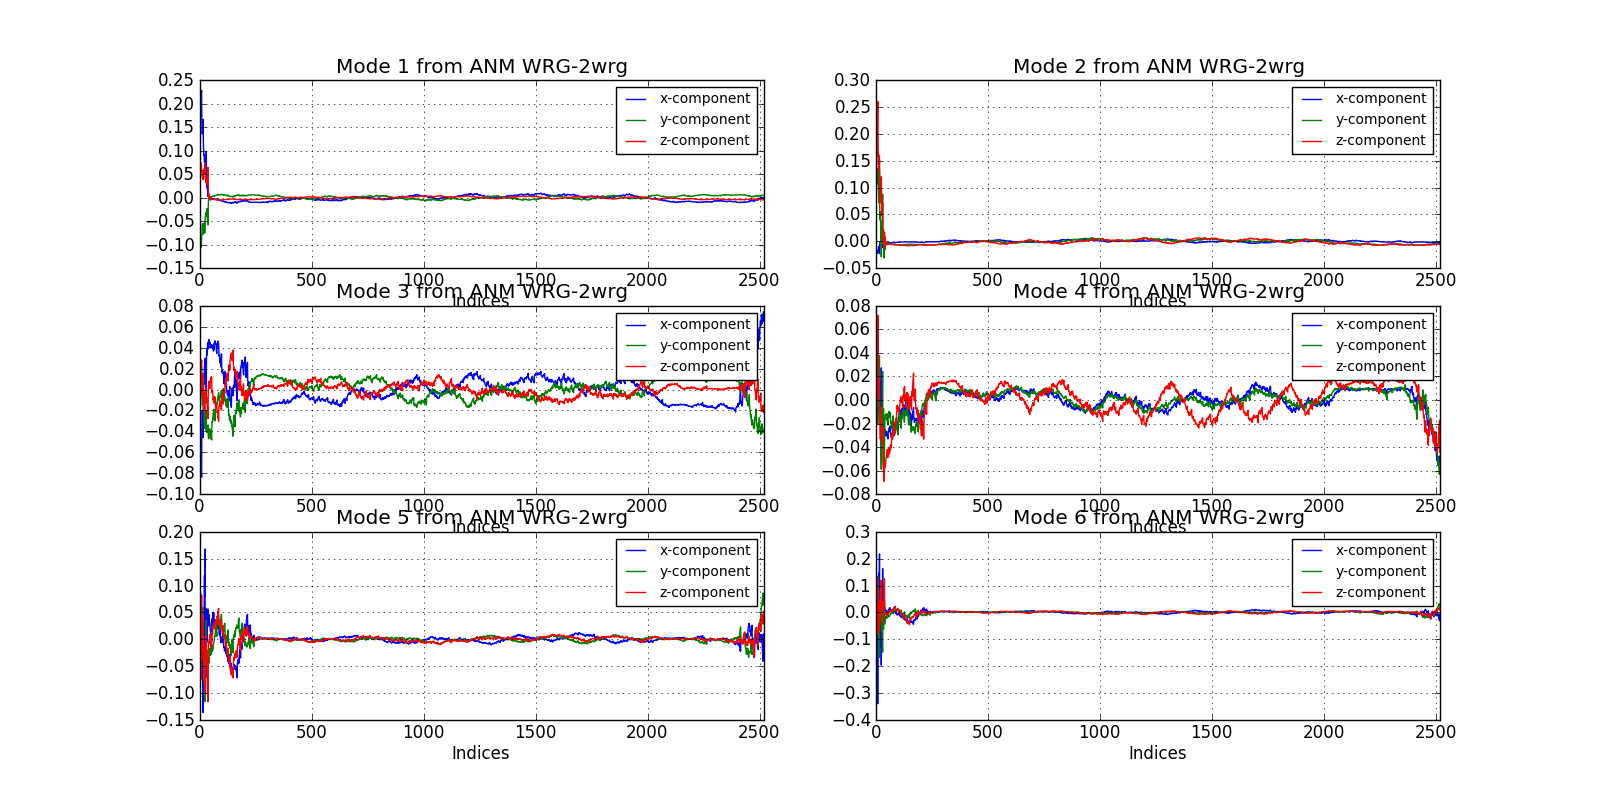 Mode 1 from ANM WRG-2wrg
0.25
0.20
0.15
0.10
0.05
0.00
−0.05
−0.10
−0.15
x-component
y-component
z-component
0 500 1000 1500 2000 2500
Indices
Mode 2 from ANM WRG-2wrg
0.30
0.25
0.20
0.15
0.10
0.05
0.00
−0.05
x-component
y-component
z-component
0 500 1000 1500 2000 2500
Indices
Mode 3 from ANM WRG-2wrg
0.08
0.06
0.04
0.02
0.00
−0.02
−0.04
−0.06
−0.08
−0.10
x-component
y-component
z-component
0 500 1000 1500 2000 2500
Indices
Mode 4 from ANM WRG-2wrg
0.08
0.06
0.04
0.02
0.00
−0.02
−0.04
−0.06
−0.08
x-component
y-component
z-component
0 500 1000 1500 2000 2500
Indices
Mode 5 from ANM WRG-2wrg
0.20
0.15
0.10
0.05
0.00
−0.05
−0.10
−0.15
x-component
y-component
z-component
0 500 1000 1500 2000 2500
Indices
Mode 6 from ANM WRG-2wrg
0.3
0.2
0.1
0.0
−0.1
−0.2
−0.3
−0.4
x-component
y-component
z-component
0 500 1000 1500 2000 2500
Indices